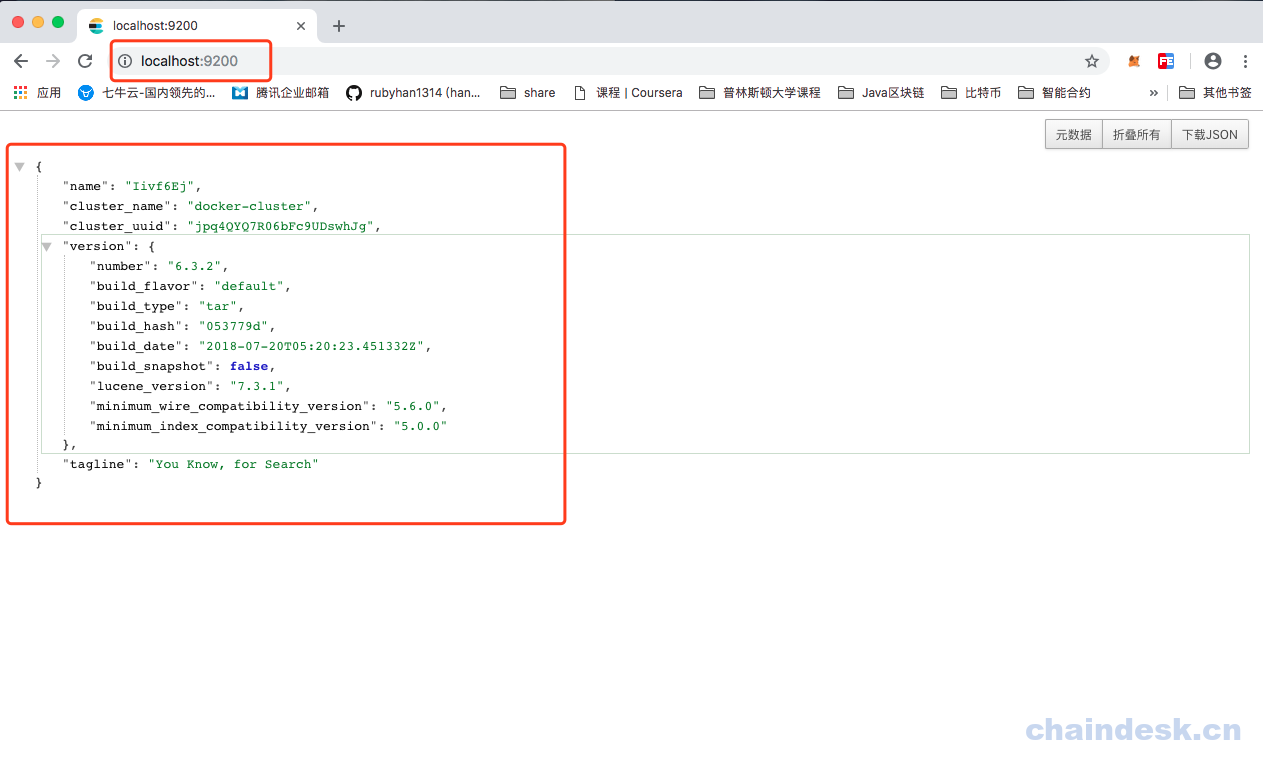 localhost:9200
localhost:9200
应用 七牛云-国内领先的... 腾讯企业邮箱 rubyhan1314 (han... share 课程 | Coursera 普林斯顿大学课程 Java区块链 比特币 智能合约 » 其他书签
元数据 折叠所有 下载JSON
{
"name": "Iivf6Ej",
"cluster_name": "docker-cluster",
"cluster_uuid": "jpq4QYQ7R06bFc9UDswhJg",
"version": {
"number": "6.3.2",
"build_flavor": "default",
"build_type": "tar",
"build_hash": "053779d",
"build_date": "2018-07-20T05:20:23.451332Z",
"build_snapshot": false,
"lucene_version": "7.3.1",
"minimum_wire_compatibility_version": "5.6.0",
"minimum_index_compatibility_version": "5.0.0"
},
"tagline": "You Know, for Search"
}
chaindesk.cn